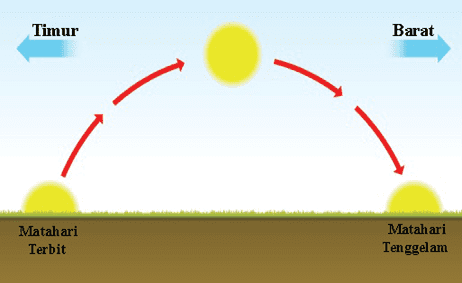 Timur
Barat
Matahari
Terbit
Matahari
Tenggelam